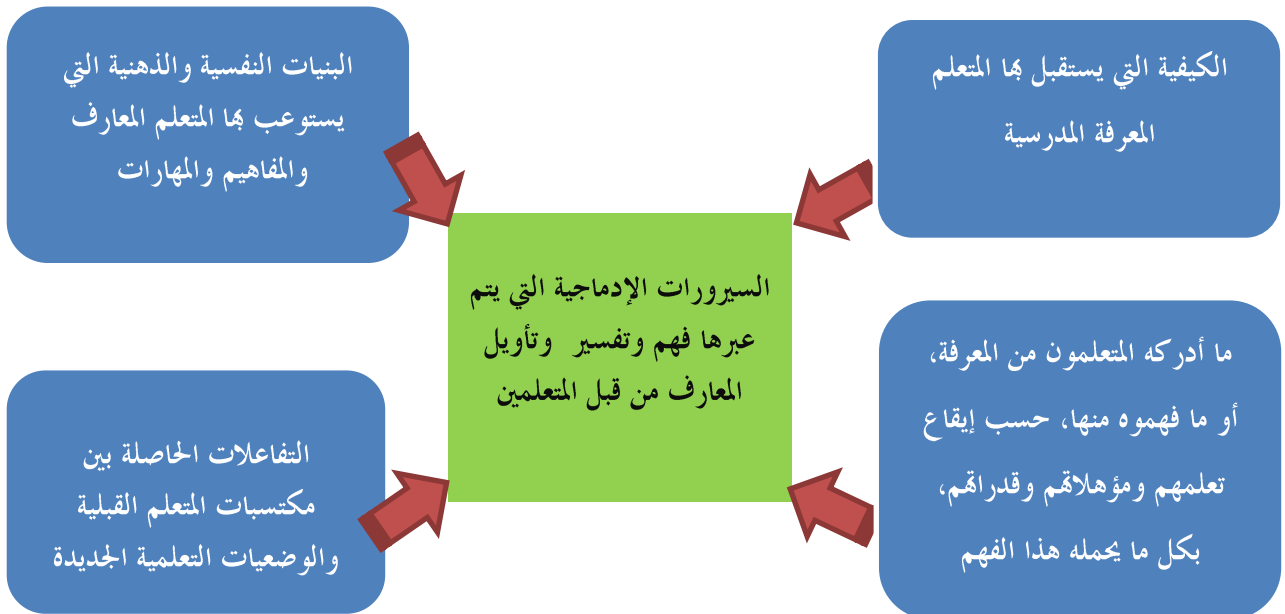 الكيفية التي يستقبل بها المتعلم
المعرفة المدرسية
البنيات النفسية والذهنية التي
يستوعب بها المتعلم المعارف
والمفاهيم والمهارات
السيرورات الإدماجية التي يتم
عبرها فهم وتفسير وتأويل
المعارف من قبل المتعلمين
ما أدركه المتعلمون من المعرفة،
أو ما فهموه منها، حسب إيقاع
تعلمهم ومؤهلاتهم وقدراتهم،
بكل ما يحمله هذا الفهم
التفاعلات الحاصلة بين
مكتسبات المتعلم القبلية
والوضعيات التعلمية الجديدة